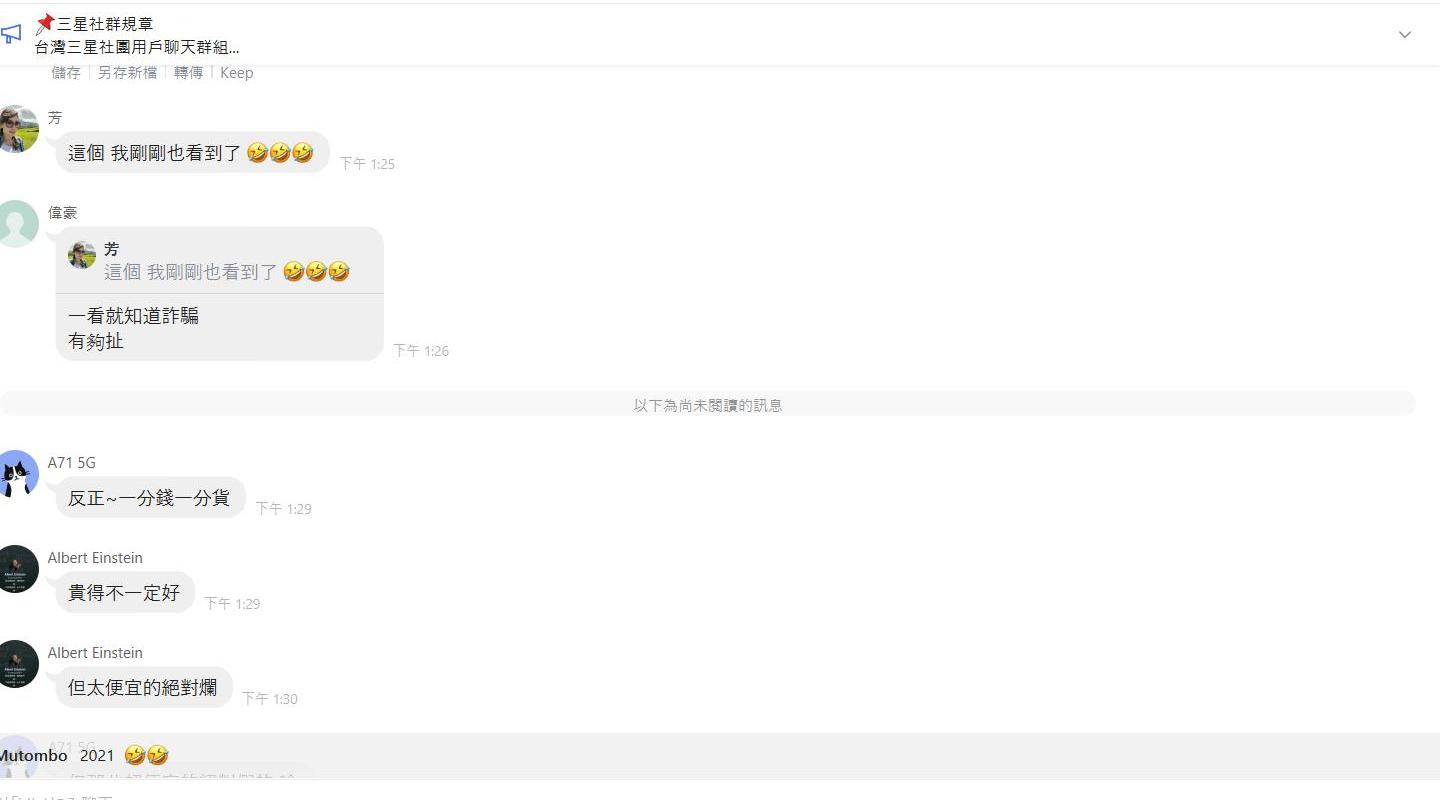 📌三星社群規章
台灣三星社團用戶聊天群組...
儲存 | 另存新檔 | 轉傳 | Keep
芳
這個 我剛剛也看到了 🤣🤣🤣
下午 1:25
偉豪
芳
這個 我剛剛也看到了 🤣🤣🤣
一看就知道詐騙
有夠扯
下午 1:26
以下為尚未閱讀的訊息
A71 5G
反正~一分錢一分貨
下午 1:29
Albert Einstein
貴得不一定好
下午 1:29
Albert Einstein
但太便宜的絕對爛
下午 1:30
A71 5G
Mutombo 2021 🤣🤣